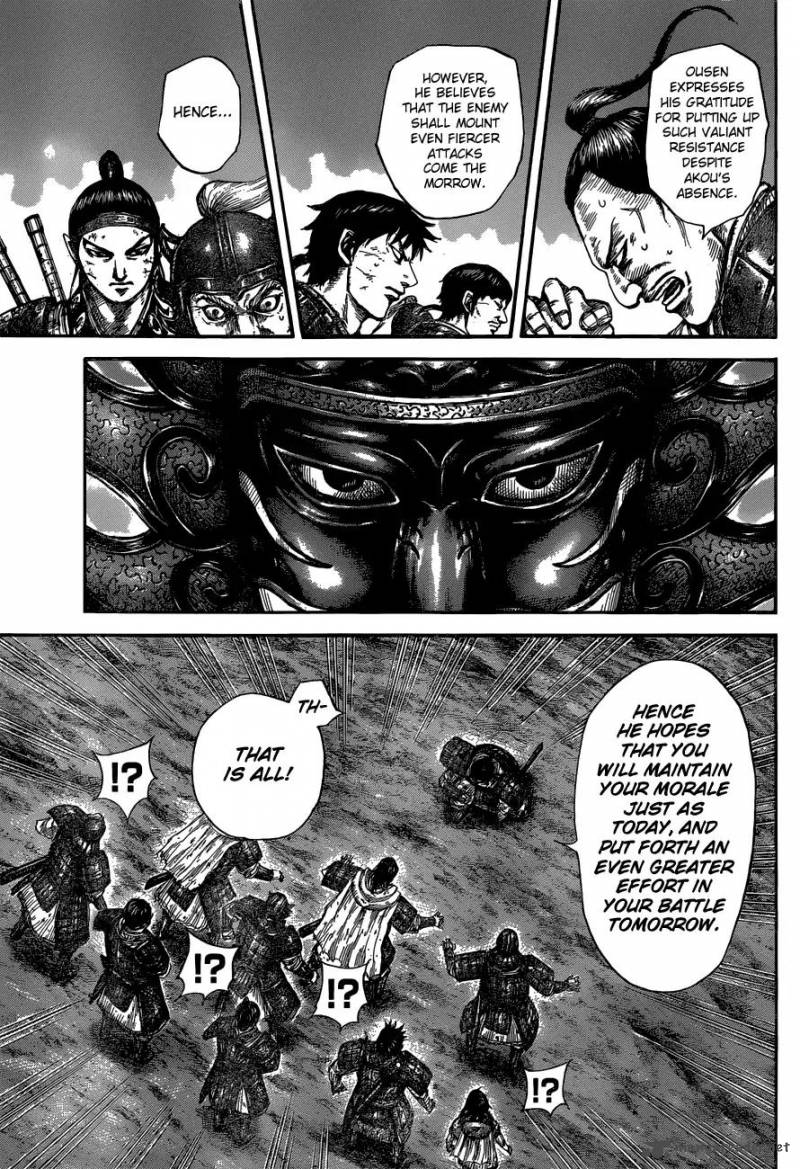 OUSEN
EXPRESSES
HIS GRATITUDE
FOR PUTTING UP
SUCH VALIANT
RESISTANCE
DESPITE
AKOU'S
ABSENCE.
HOWEVER,
HE BELIEVES
THAT THE ENEMY
SHALL MOUNT
EVEN FIERCER
ATTACKS
COME THE
MORROW.
HENCE...
HENCE
HE HOPES
THAT YOU
WILL MAINTAIN
YOUR MORALE
JUST AS
TODAY, AND
PUT FORTH AN
EVEN GREATER
EFFORT IN
YOUR BATTLE
TOMORROW.
TH-
THAT
IS ALL!
!?
!?
!?
!?